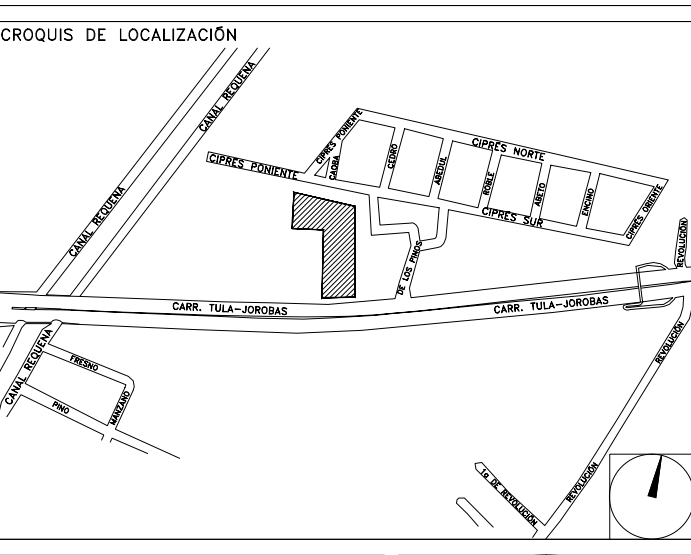 CROQUIS DE LOCALIZACIÓN
CANAL REQUENA
CANAL REQUENA
CIPRES PONIENTE
CIPRES PONIENTE
CAOBA
CEDRO
ABEDUL
CIPRES NORTE
ROBLE
ABETO
ENCINO
CIPRES ORIENTE
CIPRES SUR
REVOLUCIÓN
DE LOS PINOS
CARR. TULA-JOROBAS
CARR. TULA-JOROBAS
CANAL REQUENA
FRESNO
PINO
MANZANO
REVOLUCIÓN
REVOLUCIÓN
1a DE REVOLUCIÓN